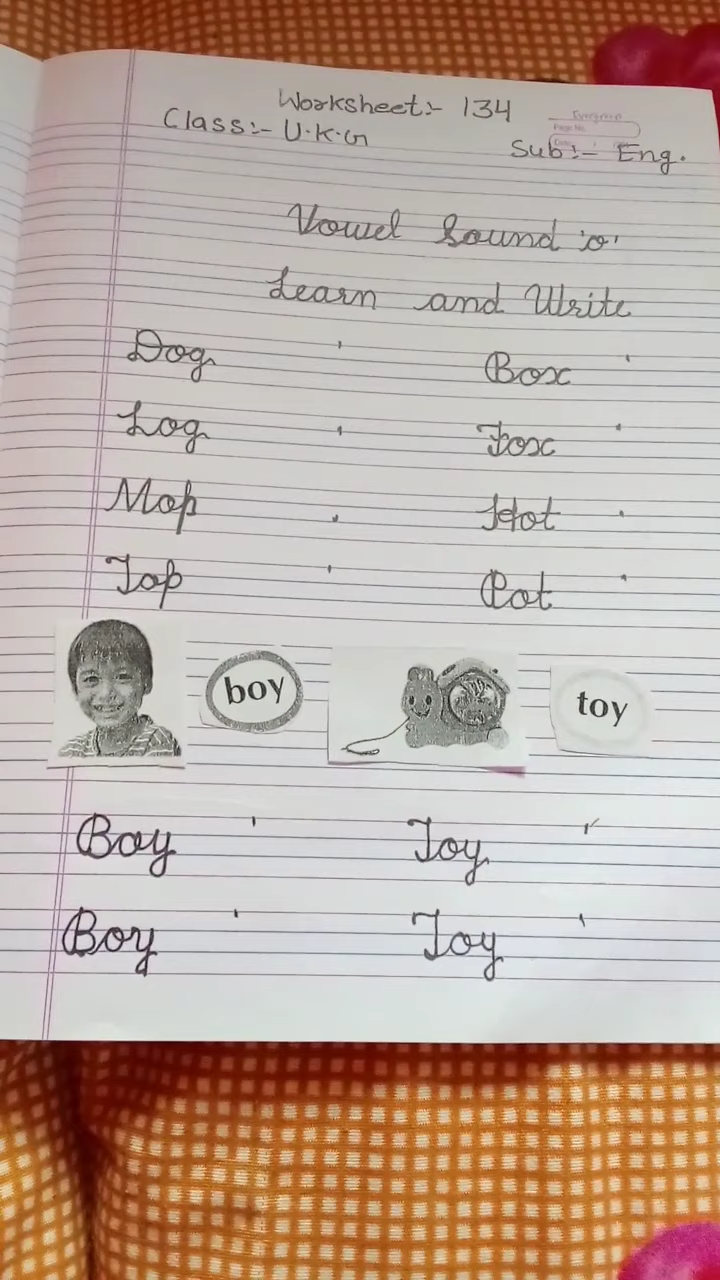 Worksheet:- 134
Class:- U.K.G
Sub:- Eng.
Vowel Sound 'o'
Learn and Write
Dog Box
Log Fox
Mop Hot
Top Pot
boy toy
Boy Toy
Boy Toy